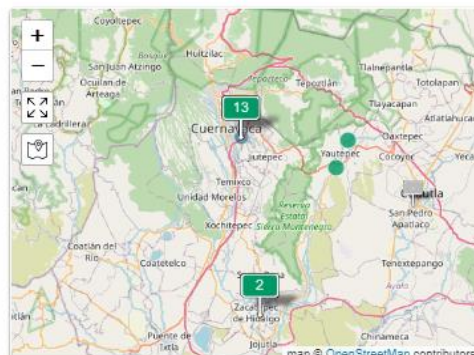 Coyoltepec
Huitzilac
San Juan Atzingo
Ocuilan de
Arteaga
Tepoztlán
Tlalnepantla
Totolapan
Tlayacapan
Atlatlahucan
13
Cuernavaca
Jiutepec
Oaxtepec
Yautepec
Cocoyoc
Temixco
Unidad Morelos
Reserva
Estatal
Sierra Montenegro
Cuautla
San Pedro
Apatlaco
Xochitepec
Coatlán del
Río
Coatetelco
Tenextepango
Ayala
2
Zacatepec
de Hidalgo
Puente de
Ixtla
Jojutla
Chinameca
map © OpenStreetMap contributors